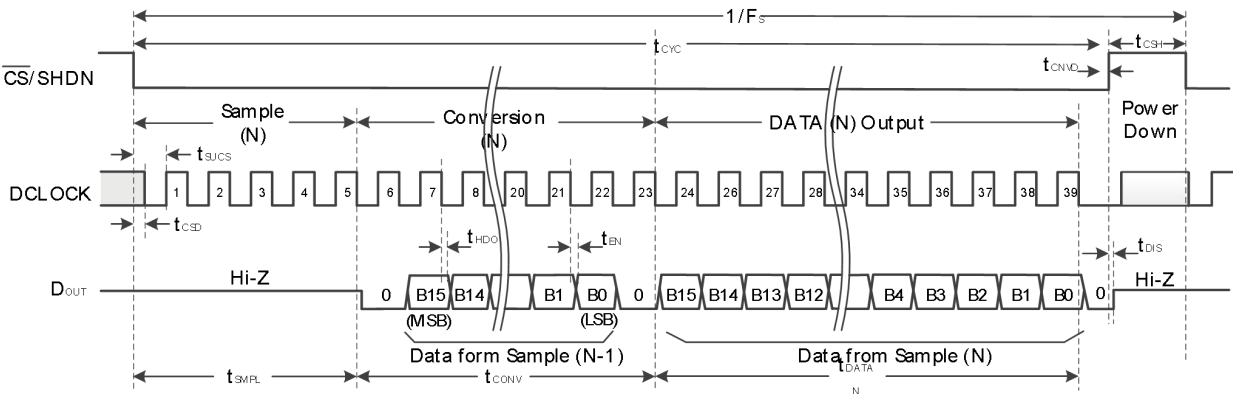 1/Fs
tCYC
tCSH
tCNVD
CS/SHDN
Sample
(N)
Conversion
(N)
DATA (N) Output
Power
Down
tSUCS
DCLOCK
1 2 3 4 5 6 7 8 20 21 22 23 24 26 27 28 34 35 36 37 38 39
tCSD
tHDO
tEN
tDIS
DOUT
Hi-Z
0 B15 B14 B1 B0 0 B15 B14 B13 B12 B4 B3 B2 B1 B0 0
Hi-Z
(MSB)
(LSB)
Data form Sample (N-1)
Data from Sample (N)
tSMPL
tCONV
tDATA
N